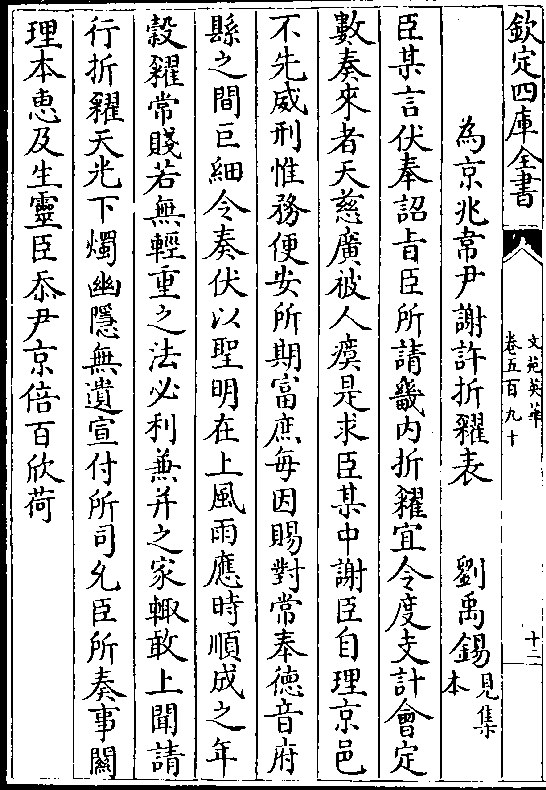 欽定四庫全書
文苑英華
卷五百九十
十二
為京兆韋尹謝許折糴表　劉禹錫見集本
臣某言伏奉詔旨臣所請畿内折糴宜令度支計會定
數奏來者天慈廣被人瘼是求臣某中謝臣自理京邑
不先威刑惟務便安所期富庶每因賜對常奉德音府
縣之間巨細令奏伏以聖明在上風雨應時順成之年
穀糴常賤若無輕重之法必利兼并之家輙敢上聞請
行折糴天光下燭幽隱無遺宣付所司允臣所奏事關
理本惠及生靈臣忝尹京倍百欣荷